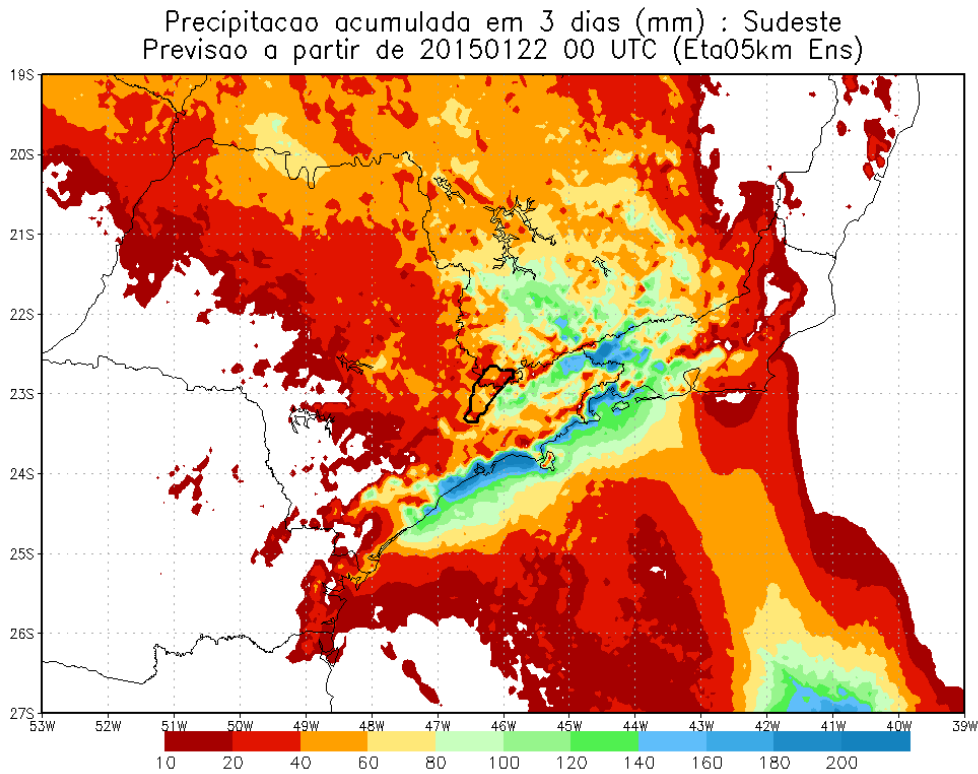 Precipitacao acumulada em 3 dias (mm) : Sudeste
Previsao a partir de 20150122 00 UTC (Eta05km Ens)
19S
20S
21S
22S
23S
24S
25S
26S
27S
53W 52W 51W 50W 49W 48W 47W 46W 45W 44W 43W 42W 41W 40W 39W
10 20 40 60 80 100 120 140 160 180 200